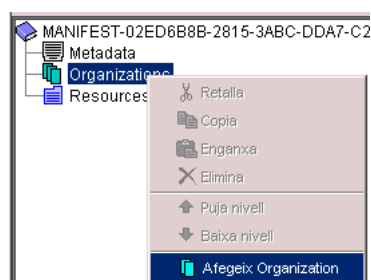 MANIFEST-02ED6B8B-2815-3ABC-DDA7-C2
Metadata
Organizations
Resources
Retalla
Copia
Enganxa
Elimina
Puja nivell
Baixa nivell
Afegeix Organization